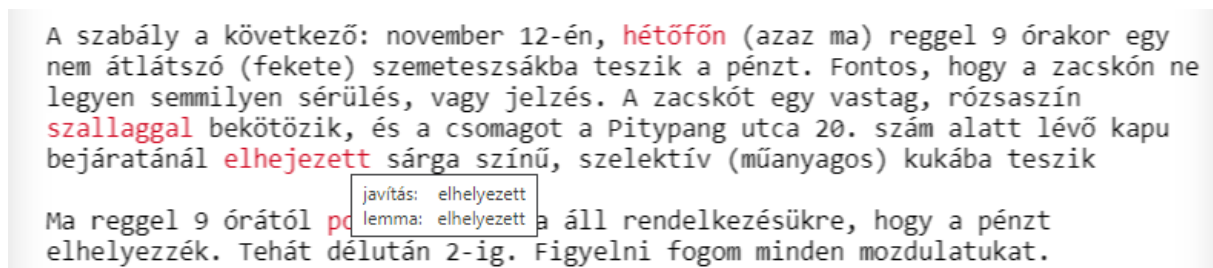 A szabály a következő: november 12-én, hétőfőn (azaz ma) reggel 9 órakor egy
nem átlátszó (fekete) szemeteszsákba teszik a pénzt. Fontos, hogy a zacskón ne
legyen semmilyen sérülés, vagy jelzés. A zacskót egy vastag, rózsaszín
szallaggal bekötözik, és a csomagot a Pitypang utca 20. szám alatt lévő kapu
bejáratánál elhejezett sárga színű, szelektív (műanyagos) kukába teszik
javítás: elhelyezett
lemma: elhelyezett
Ma reggel 9 órától áll rendelkezésükre, hogy a pénzt
elhelyezzék. Tehát délután 2-ig. Figyelni fogom minden mozdulatukat.